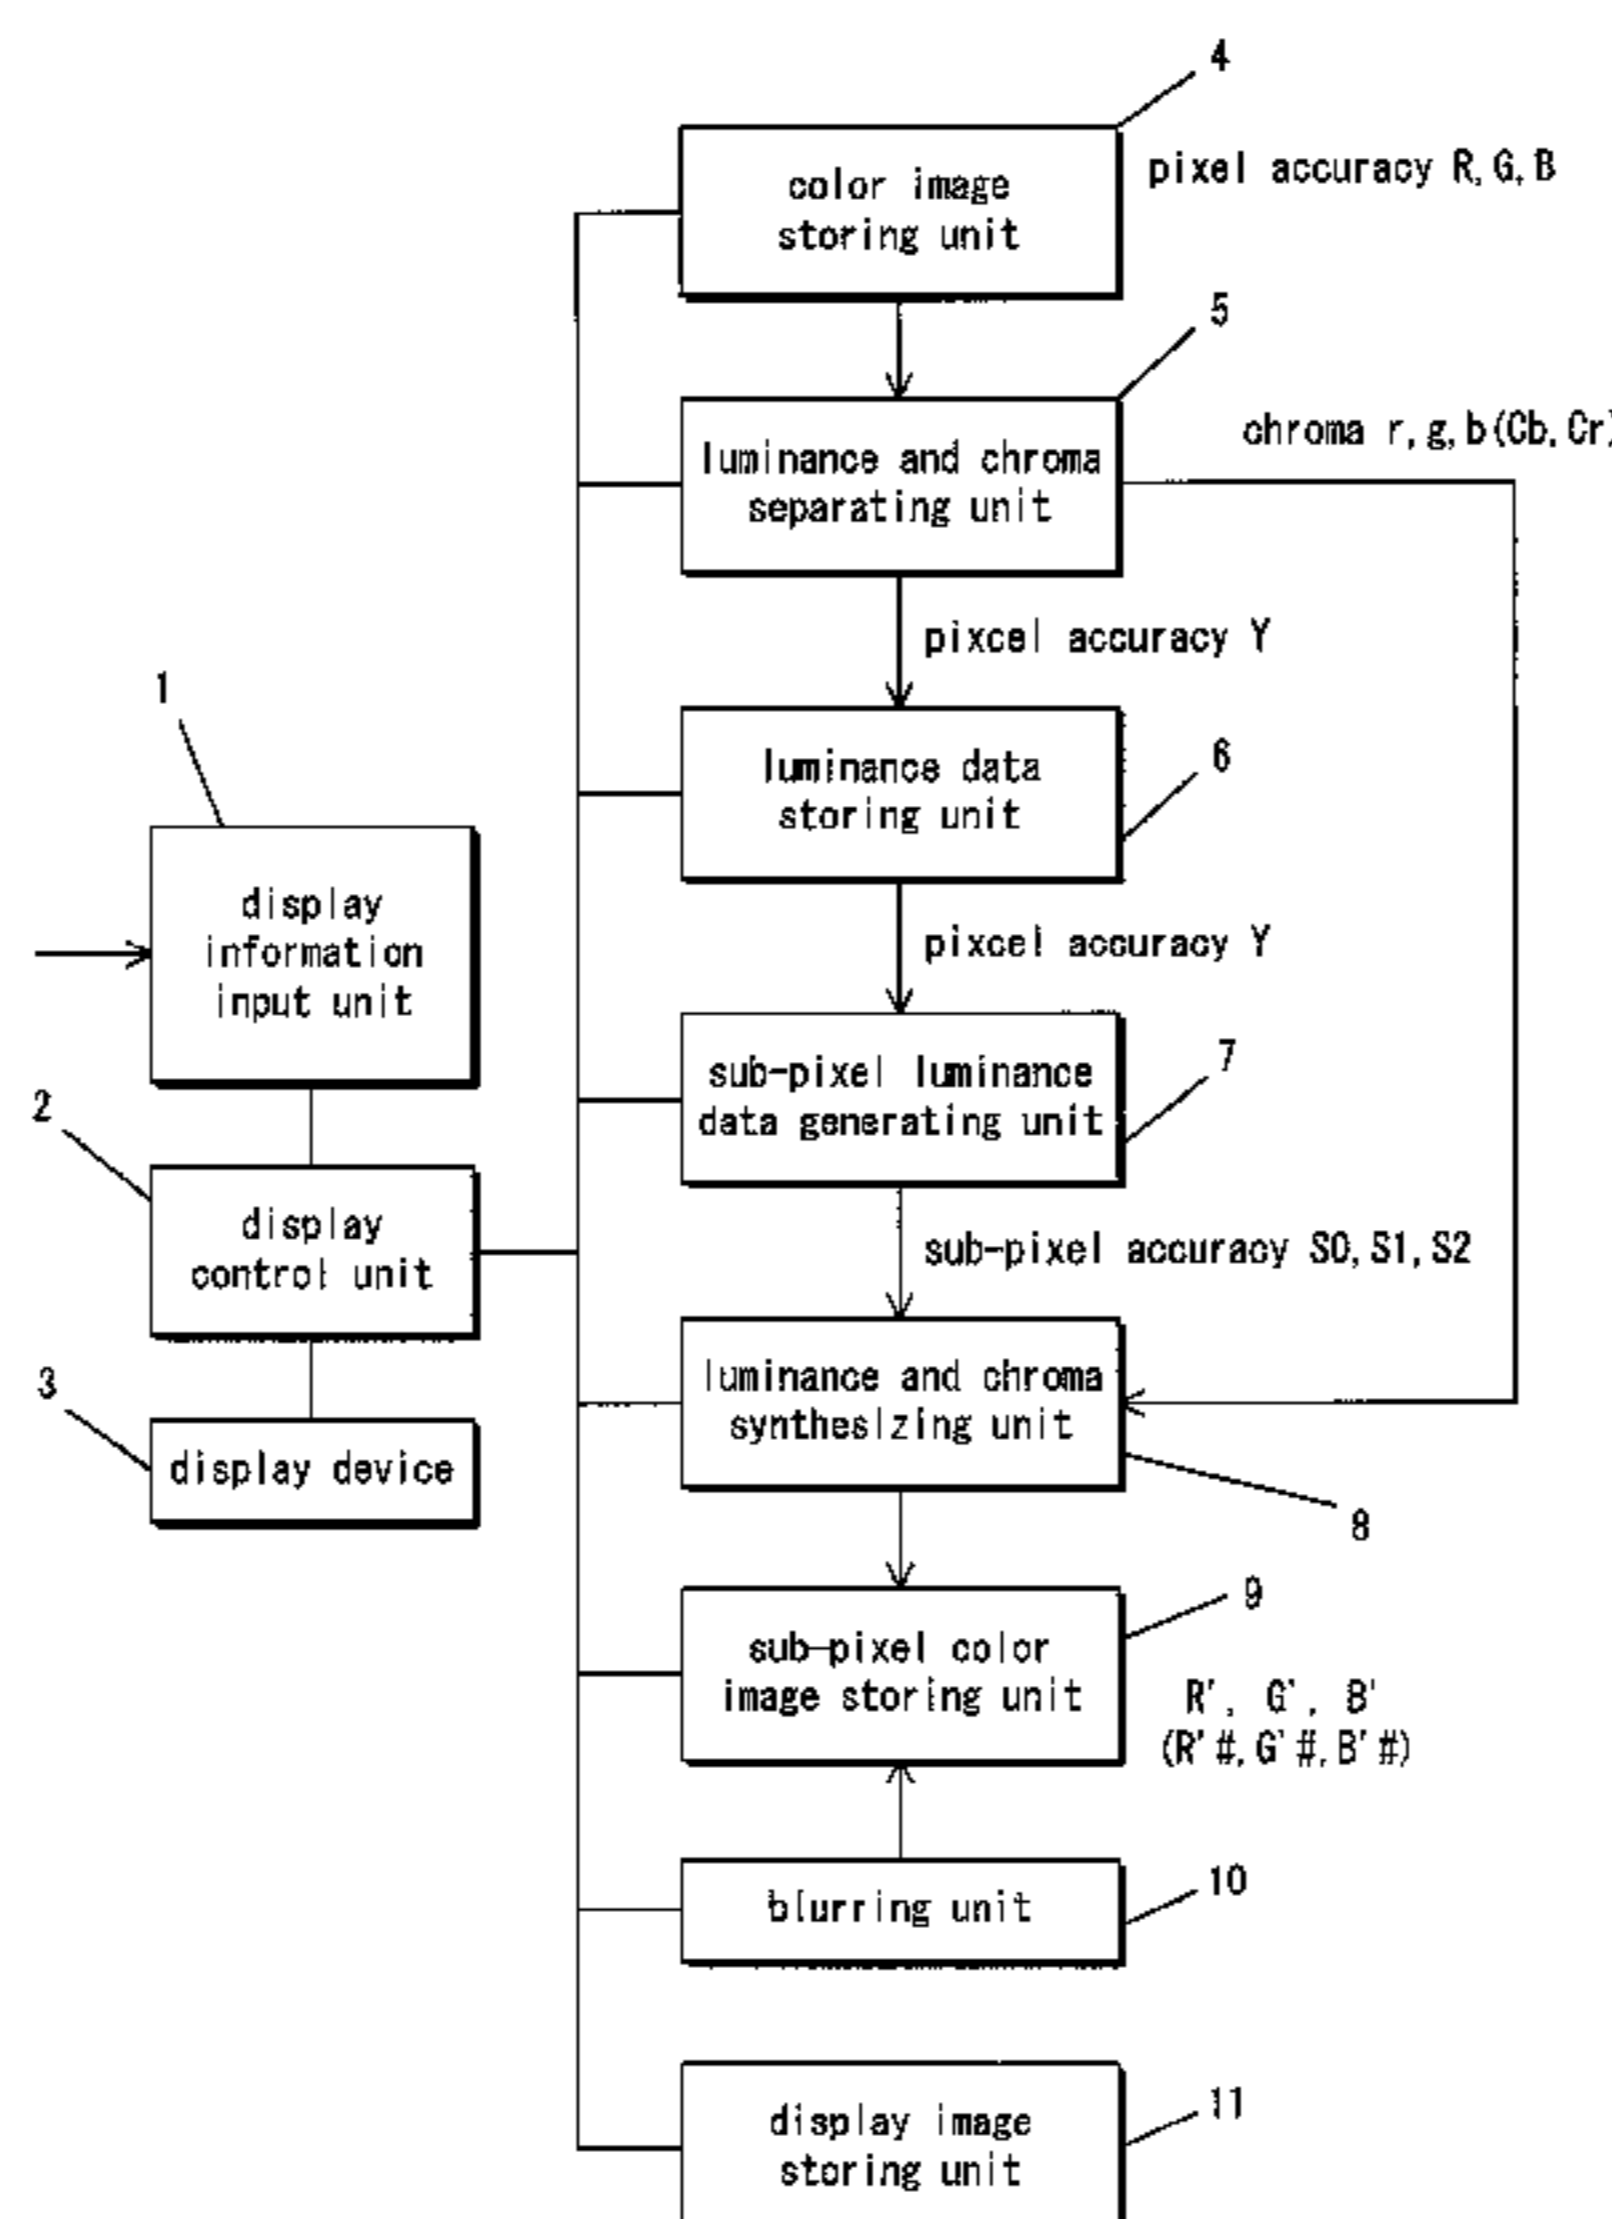 4
color image
storing unit
pixel accuracy R,G,B
5
luminance and chroma
separating unit
chroma r,g,b(Cb,Cr)
pixcel accuracy Y
1
luminance data
storing unit
6
display
information
input unit
pixcel accuracy Y
2
sub-pixel luminance
data generating unit
7
display
control unit
sub-pixel accuracy S0,S1,S2
3
luminance and chroma
synthesizing unit
display device
8
9
sub-pixel color
image storing unit
R', G', B'
(R'#,G'#,B'#)
blurring unit
10
display image
storing unit
11